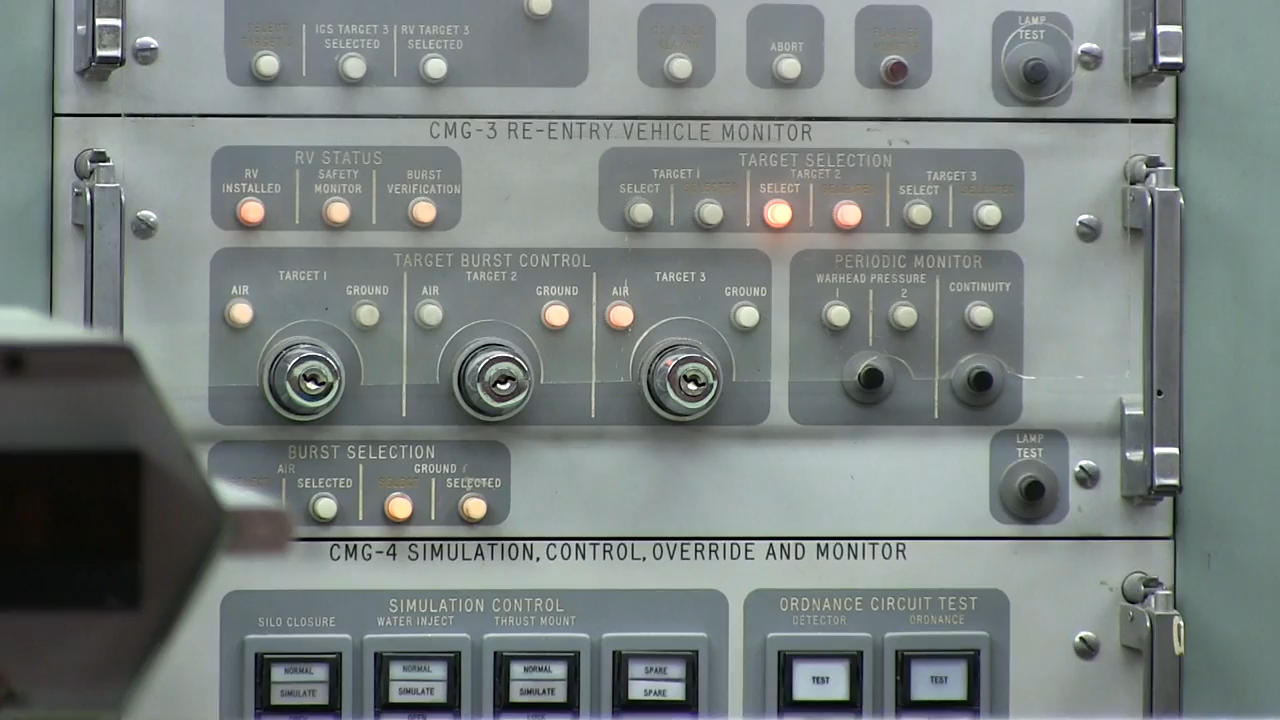 ICS TARGET 3
SELECTED
RV TARGET 3
SELECTED
ABORT
LAMP
TEST
CMG-3 RE-ENTRY VEHICLE MONITOR
RV STATUS
RV
INSTALLED
SAFETY
MONITOR
BURST
VERIFICATION
TARGET SELECTION
TARGET 1
TARGET 2
TARGET 3
SELECT
SELECTED
SELECT
SELECTED
SELECT
SELECTED
TARGET BURST CONTROL
TARGET 1
TARGET 2
TARGET 3
AIR
GROUND
AIR
GROUND
AIR
GROUND
PERIODIC MONITOR
WARHEAD PRESSURE
1
2
CONTINUITY
BURST SELECTION
AIR
GROUND
SELECT
SELECTED
SELECT
SELECTED
LAMP
TEST
CMG-4 SIMULATION, CONTROL, OVERRIDE AND MONITOR
SIMULATION CONTROL
SILO CLOSURE
WATER INJECT
THRUST MOUNT
NORMAL
SIMULATE
NORMAL
SIMULATE
NORMAL
SIMULATE
SPARE
SPARE
ORDNANCE CIRCUIT TEST
DETECTOR
ORDNANCE
TEST
TEST